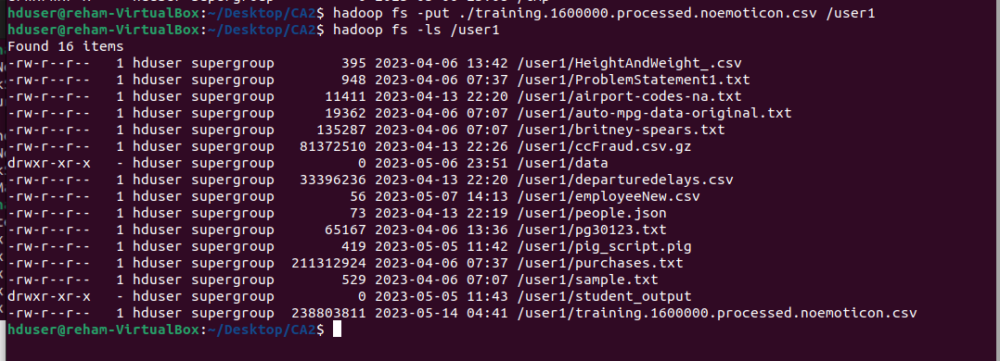 hduser@reham-VirtualBox:~/Desktop/CA2$ hadoop fs -put ./training.1600000.processed.noemoticon.csv /user1
hduser@reham-VirtualBox:~/Desktop/CA2$ hadoop fs -ls /user1
Found 16 items
-rw-r--r--   1 hduser supergroup        395 2023-04-06 13:42 /user1/HeightAndWeight_.csv
-rw-r--r--   1 hduser supergroup        948 2023-04-06 07:37 /user1/ProblemStatement1.txt
-rw-r--r--   1 hduser supergroup      11411 2023-04-13 22:20 /user1/airport-codes-na.txt
-rw-r--r--   1 hduser supergroup      19362 2023-04-06 07:07 /user1/auto-mpg-data-original.txt
-rw-r--r--   1 hduser supergroup     135287 2023-04-06 07:07 /user1/britney-spears.txt
-rw-r--r--   1 hduser supergroup   81372510 2023-04-13 22:26 /user1/ccFraud.csv.gz
drwxr-xr-x   - hduser supergroup          0 2023-05-06 23:51 /user1/data
-rw-r--r--   1 hduser supergroup   33396236 2023-04-13 22:20 /user1/departuredelays.csv
-rw-r--r--   1 hduser supergroup         56 2023-05-07 14:13 /user1/employeeNew.csv
-rw-r--r--   1 hduser supergroup         73 2023-04-13 22:19 /user1/people.json
-rw-r--r--   1 hduser supergroup      65167 2023-04-06 13:36 /user1/pg30123.txt
-rw-r--r--   1 hduser supergroup        419 2023-05-05 11:42 /user1/pig_script.pig
-rw-r--r--   1 hduser supergroup  211312924 2023-04-06 07:37 /user1/purchases.txt
-rw-r--r--   1 hduser supergroup        529 2023-04-06 07:07 /user1/sample.txt
drwxr-xr-x   - hduser supergroup          0 2023-05-05 11:43 /user1/student_output
-rw-r--r--   1 hduser supergroup  238803811 2023-05-14 04:41 /user1/training.1600000.processed.noemoticon.csv
hduser@reham-VirtualBox:~/Desktop/CA2$